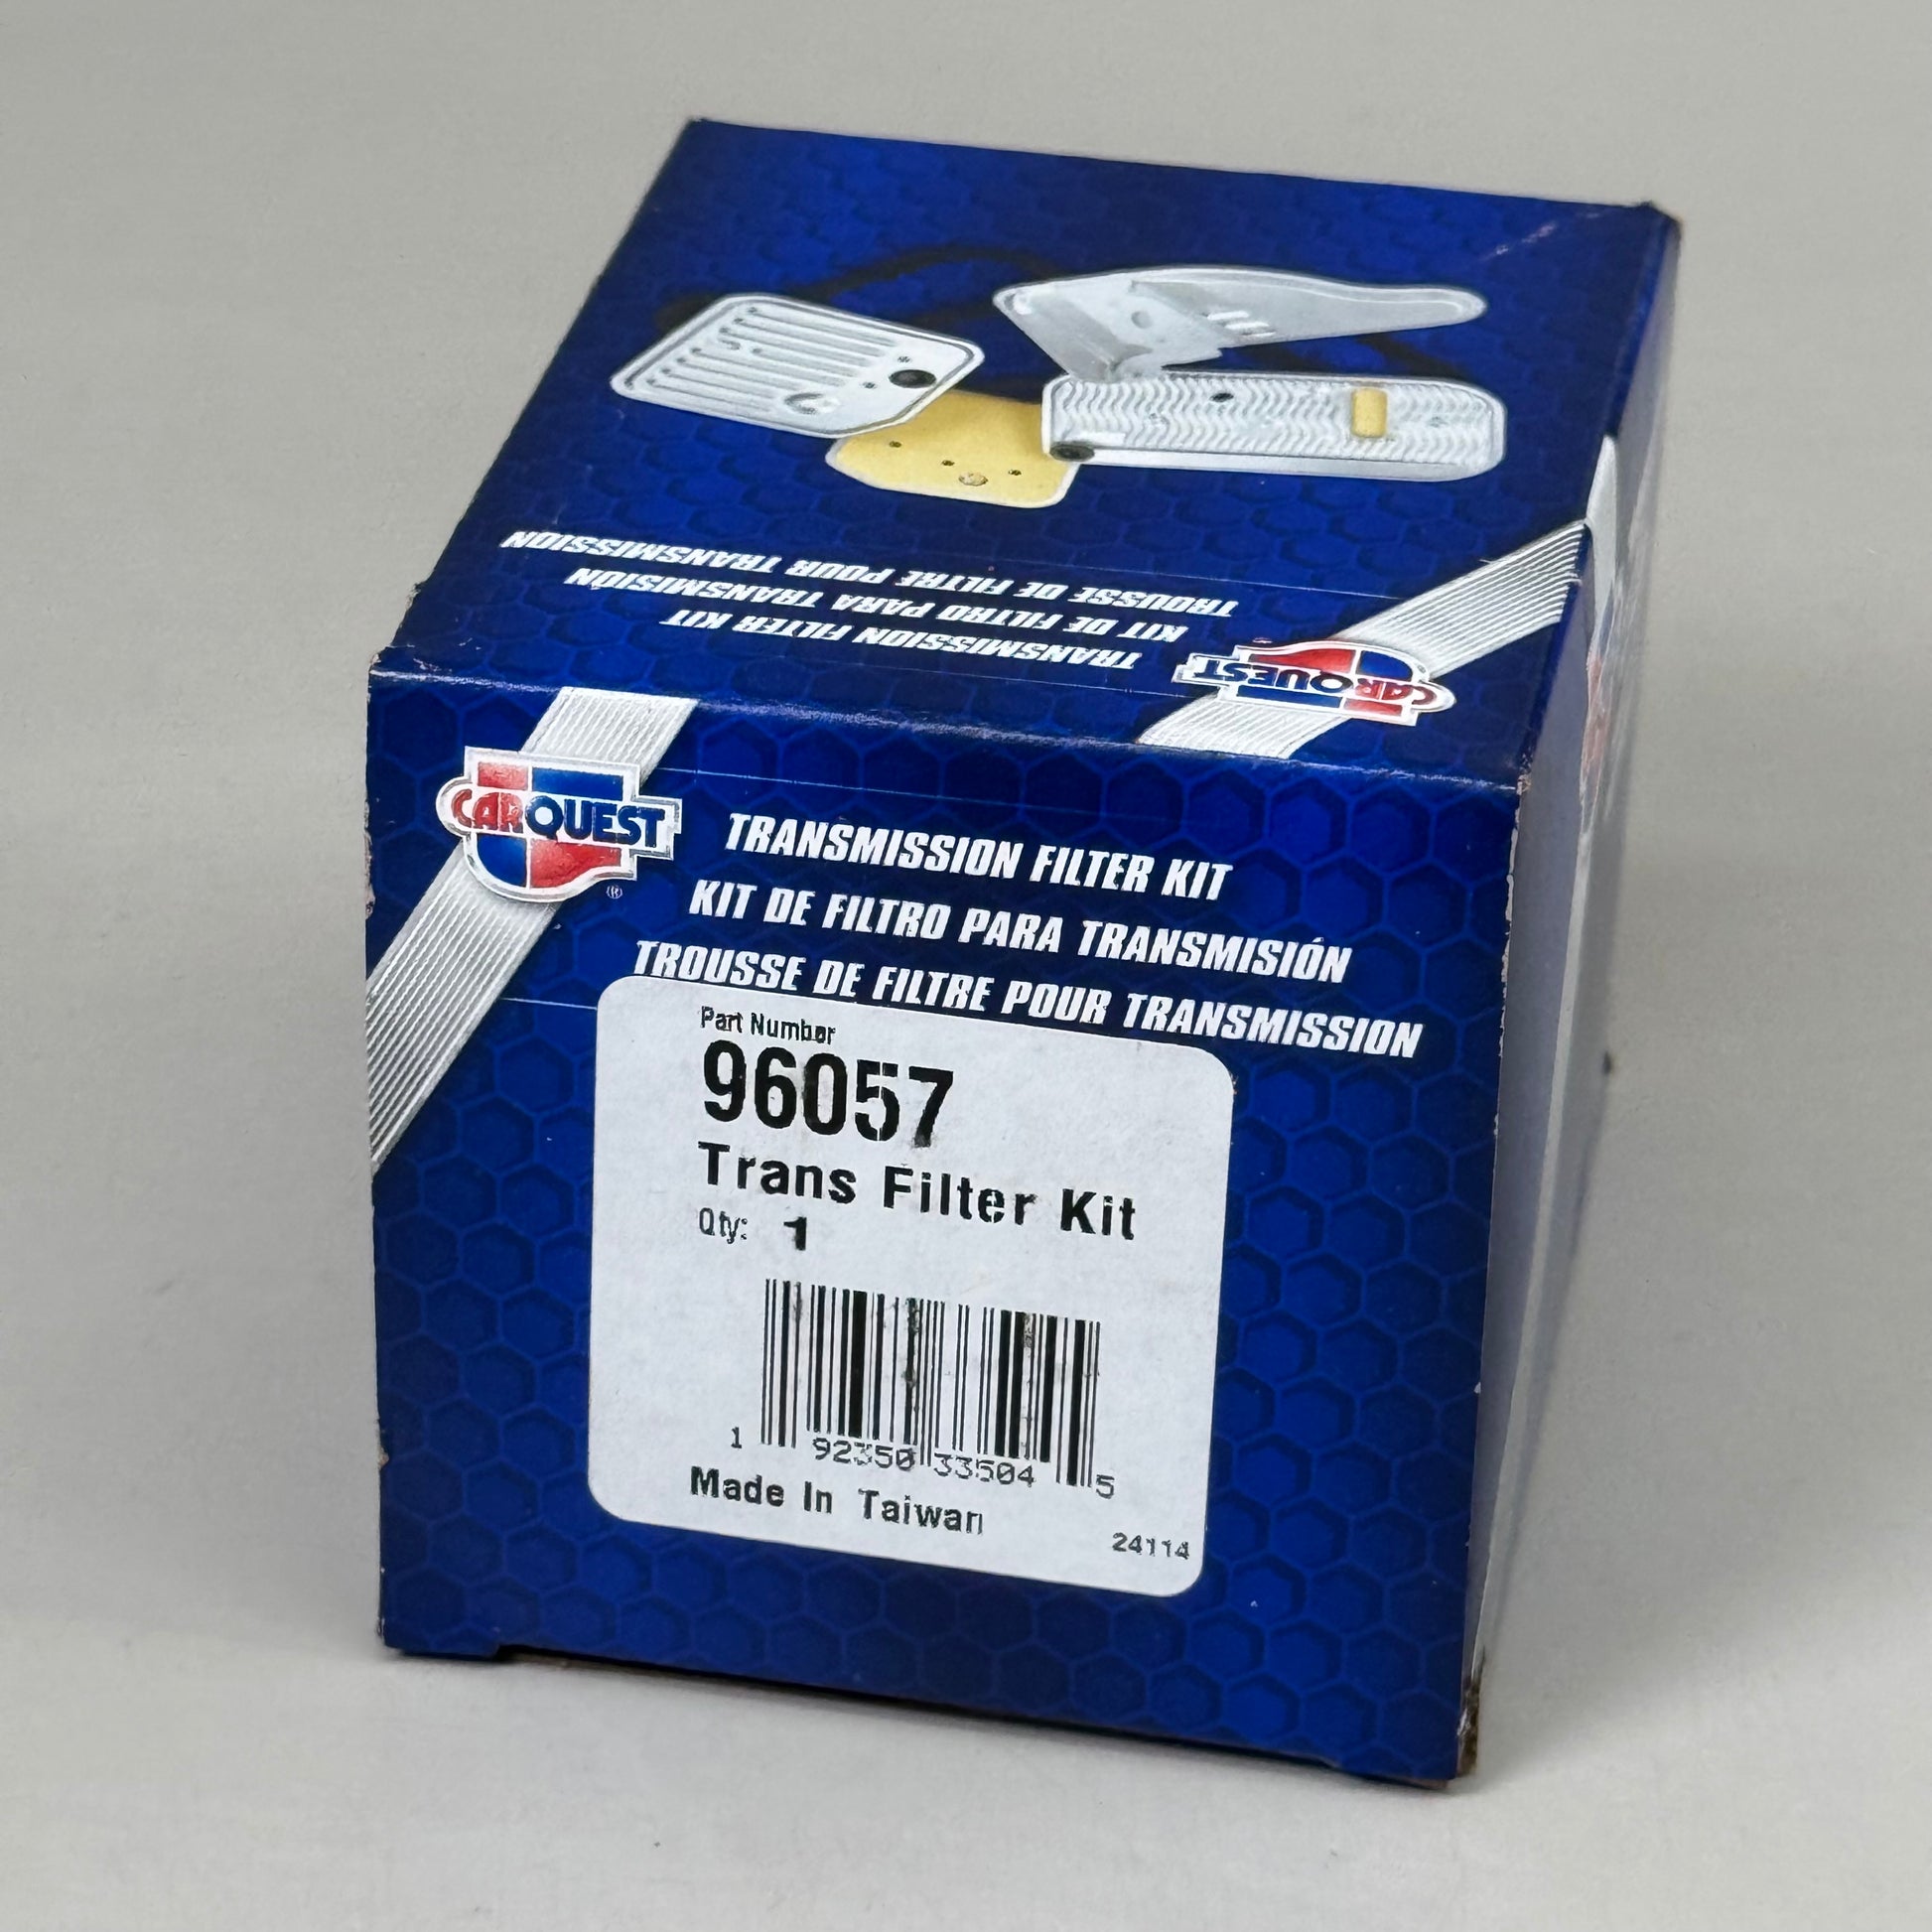 TROUSSE DE FILTRE POUR TRANSMISSION
KIT DE FILTRO PARA TRANSMISIÓN
TRANSMISSION FILTER KIT
CARQUEST
CARQUEST
®
TRANSMISSION FILTER KIT
KIT DE FILTRO PARA TRANSMISIÓN
TROUSSE DE FILTRE POUR TRANSMISSION
Part Number
96057
Trans Filter Kit
Qty: 1
1 92350 33504 5
Made In Taiwan
24114